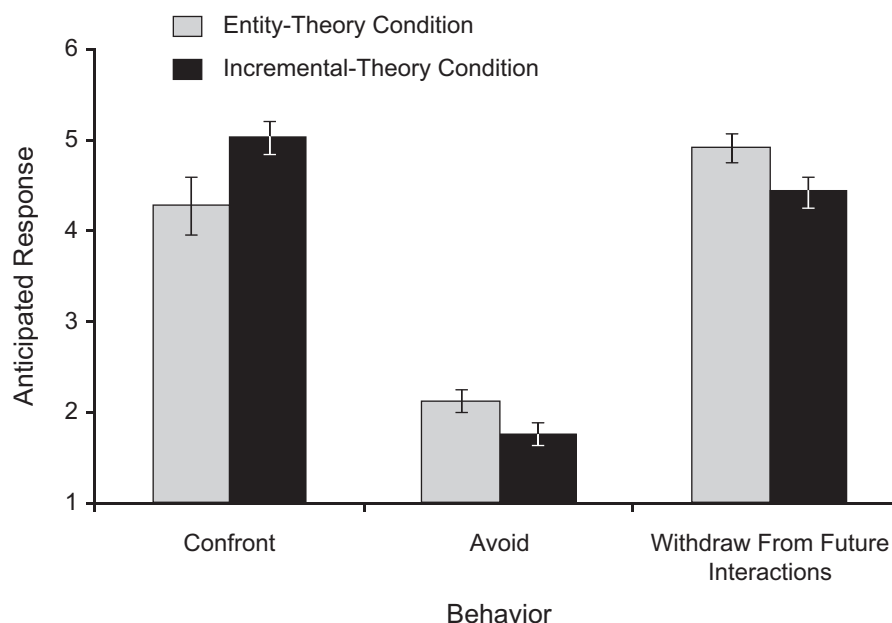 Entity-Theory Condition
Incremental-Theory Condition
Anticipated Response
6
5
4
3
2
1
Confront
Avoid
Withdraw From Future
Interactions
Behavior